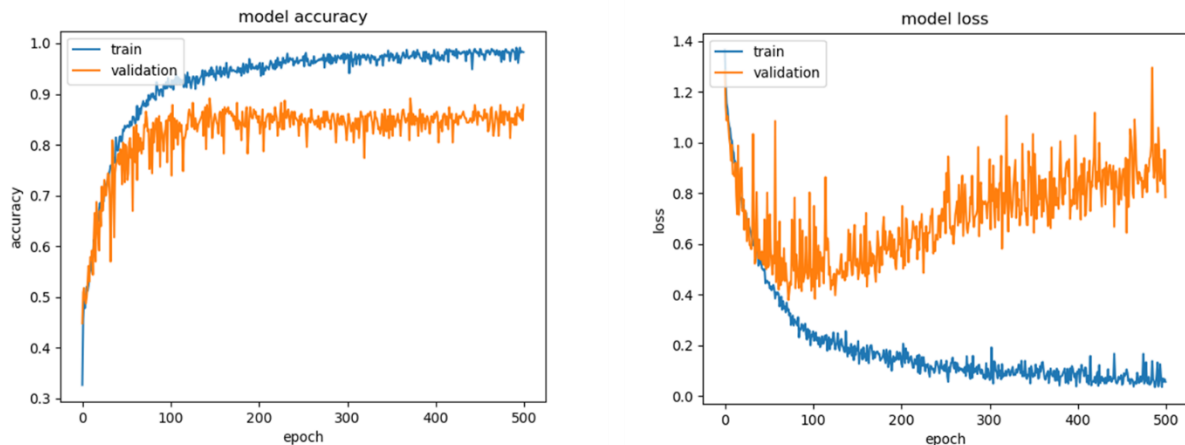 model accuracy
train
validation
accuracy
1.0
0.9
0.8
0.7
0.6
0.5
0.4
0.3
0 100 200 300 400 500
epoch
model loss
train
validation
loss
1.4
1.2
1.0
0.8
0.6
0.4
0.2
0.0
0 100 200 300 400 500
epoch